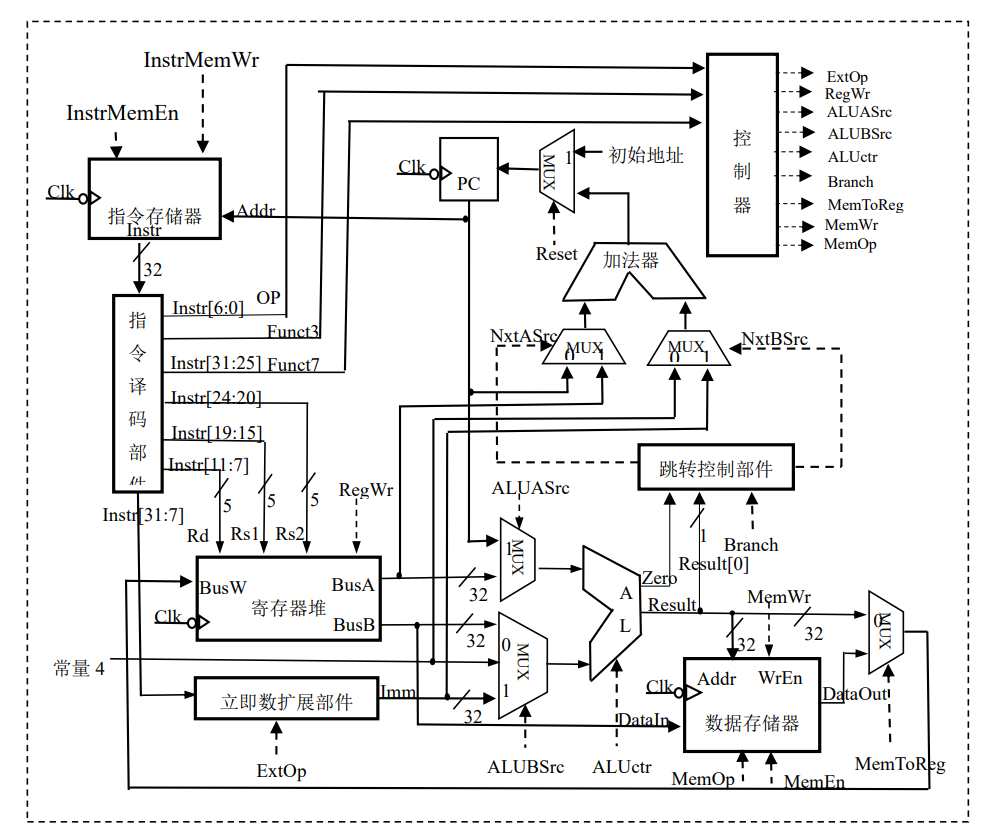 InstrMemWr
InstrMemEn
Clk
指令存储器
Instr
Addr
32
Clk
PC
MUX
1
初始地址
Reset
控制器
ExtOp
RegWr
ALUASrc
ALUBSrc
ALUctr
Branch
MemToReg
MemWr
MemOp
加法器
NxtASrc
MUX
0
1
MUX
0
1
NxtBSrc
指令译码部件
Instr[6:0]
OP
Funct3
Instr[31:25]
Funct7
Instr[24:20]
Instr[19:15]
Instr[11:7]
Instr[31:7]
5
5
5
Rd
Rs1
Rs2
RegWr
ALUASrc
跳转控制部件
1
Branch
Result[0]
Zero
BusW
BusA
寄存器堆
BusB
Clk
32
32
1
MUX
0
MUX
1
A
L
Result
MemWr
32
32
0
MUX
常量 4
立即数扩展部件
Imm
32
ExtOp
ALUBSrc
ALUctr
DataIn
Clk
Addr
WrEn
数据存储器
DataOut
MemOp
MemEn
MemToReg